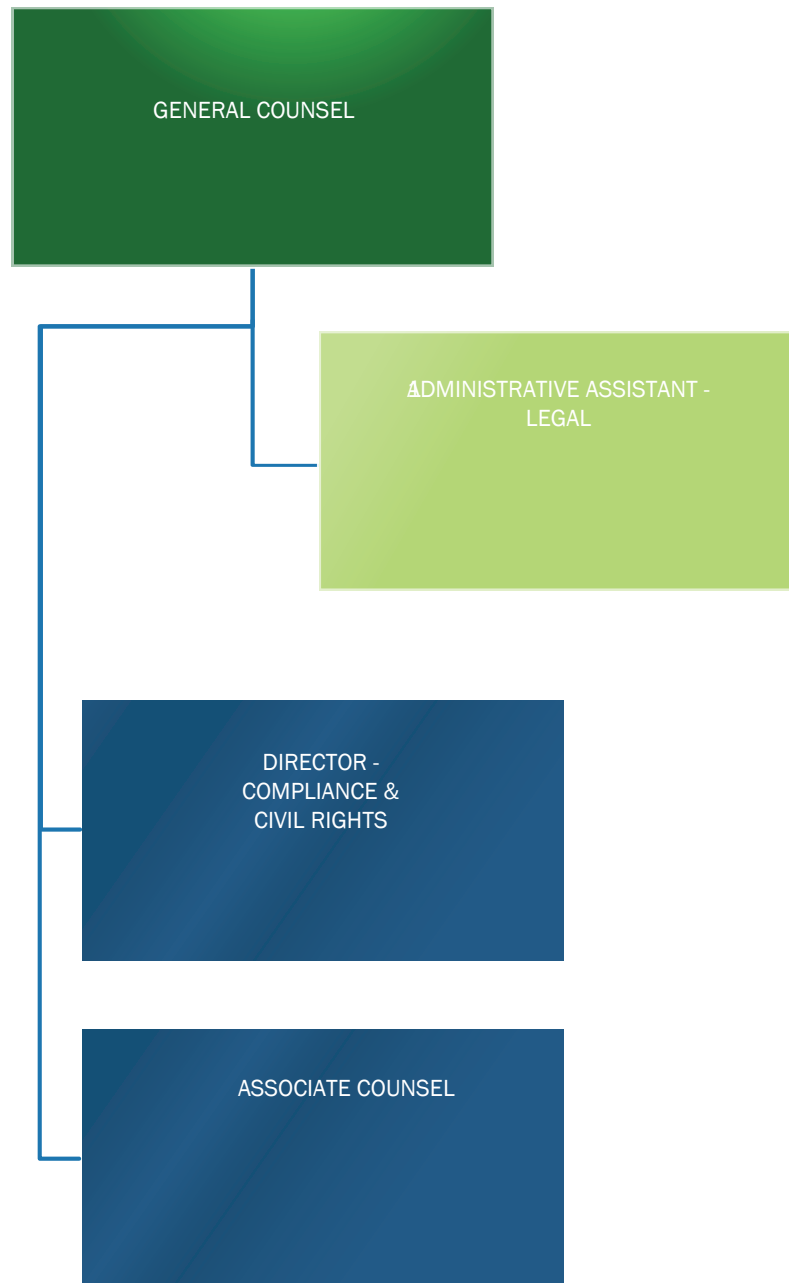 GENERAL COUNSEL
ADMINISTRATIVE ASSISTANT -
LEGAL
DIRECTOR -
COMPLIANCE &
CIVIL RIGHTS
ASSOCIATE COUNSEL